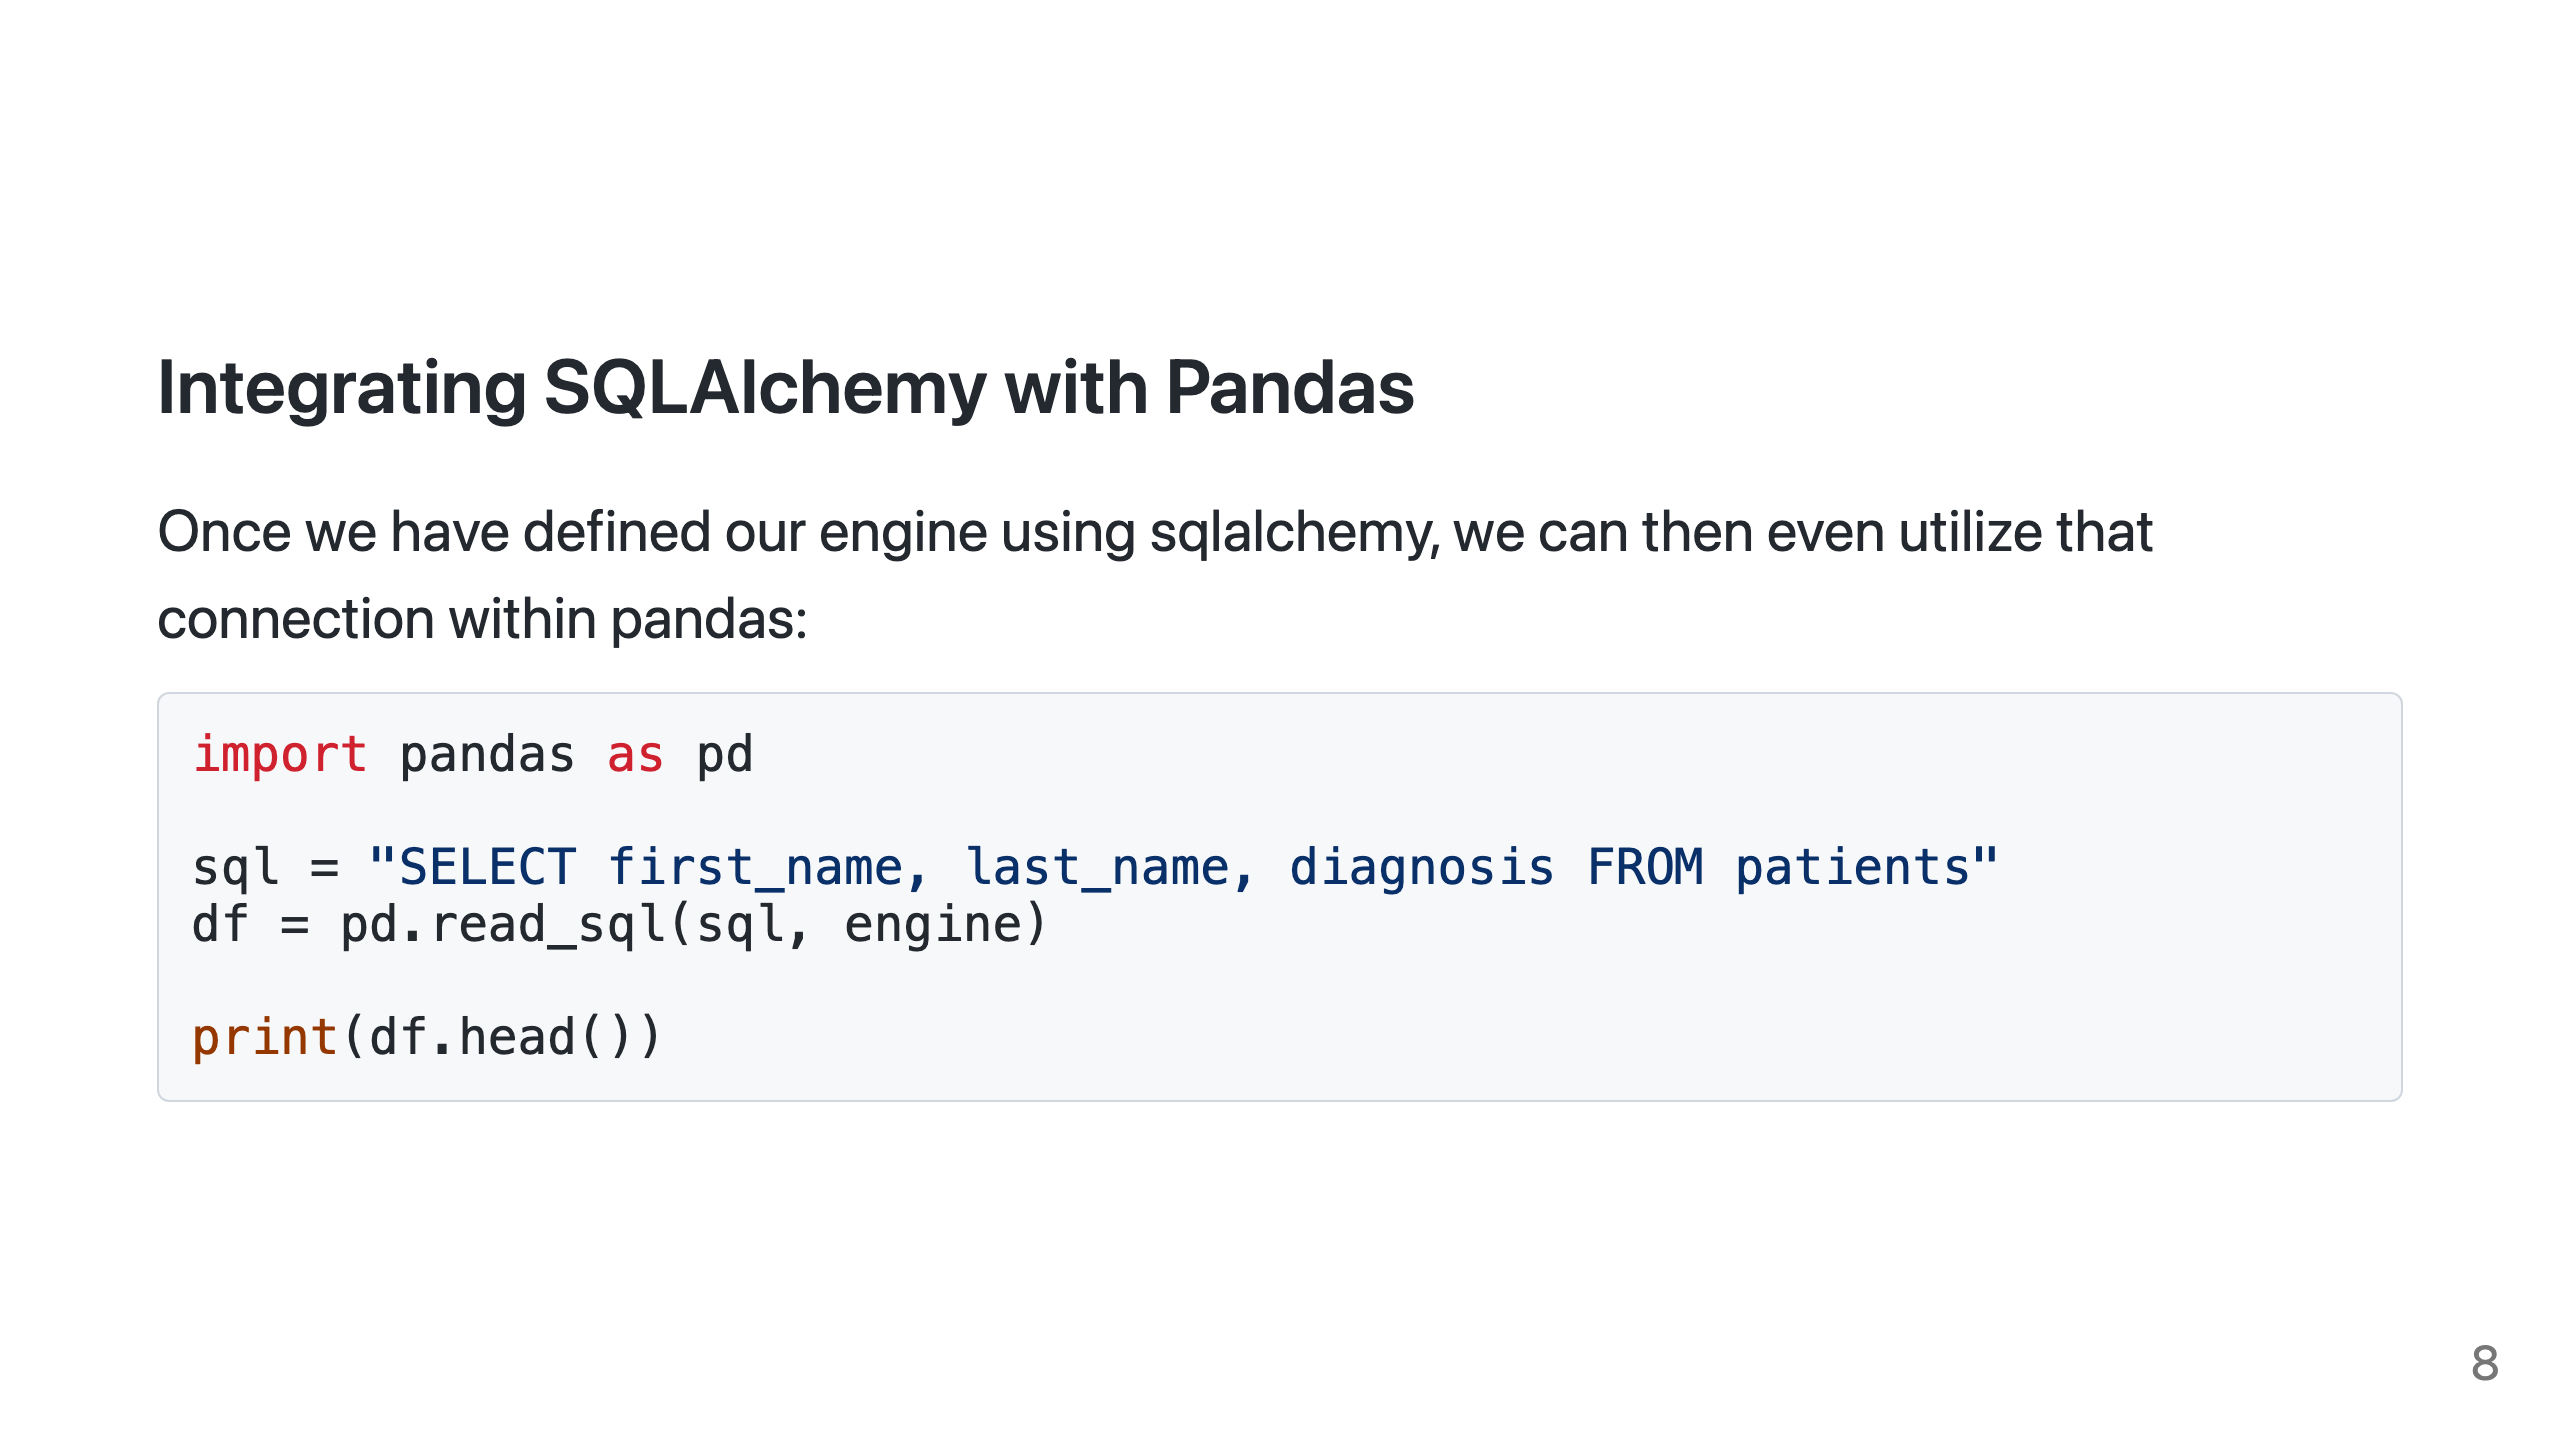 Integrating SQLAlchemy with Pandas
Once we have defined our engine using sqlalchemy, we can then even utilize that
connection within pandas:
import pandas as pd
sql = "SELECT first_name, last_name, diagnosis FROM patients"
df = pd.read_sql(sql, engine)
print(df.head())
8